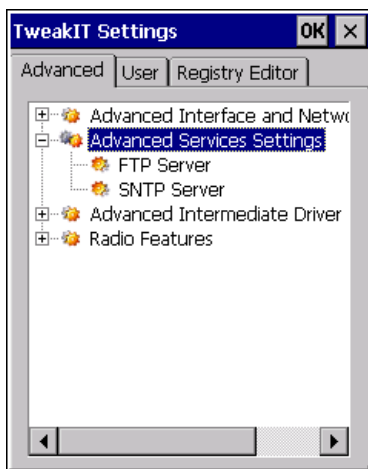 TweakIT Settings OK ×
Advanced User Registry Editor
Advanced Interface and Netwo
Advanced Services Settings
FTP Server
SNTP Server
Advanced Intermediate Driver
Radio Features